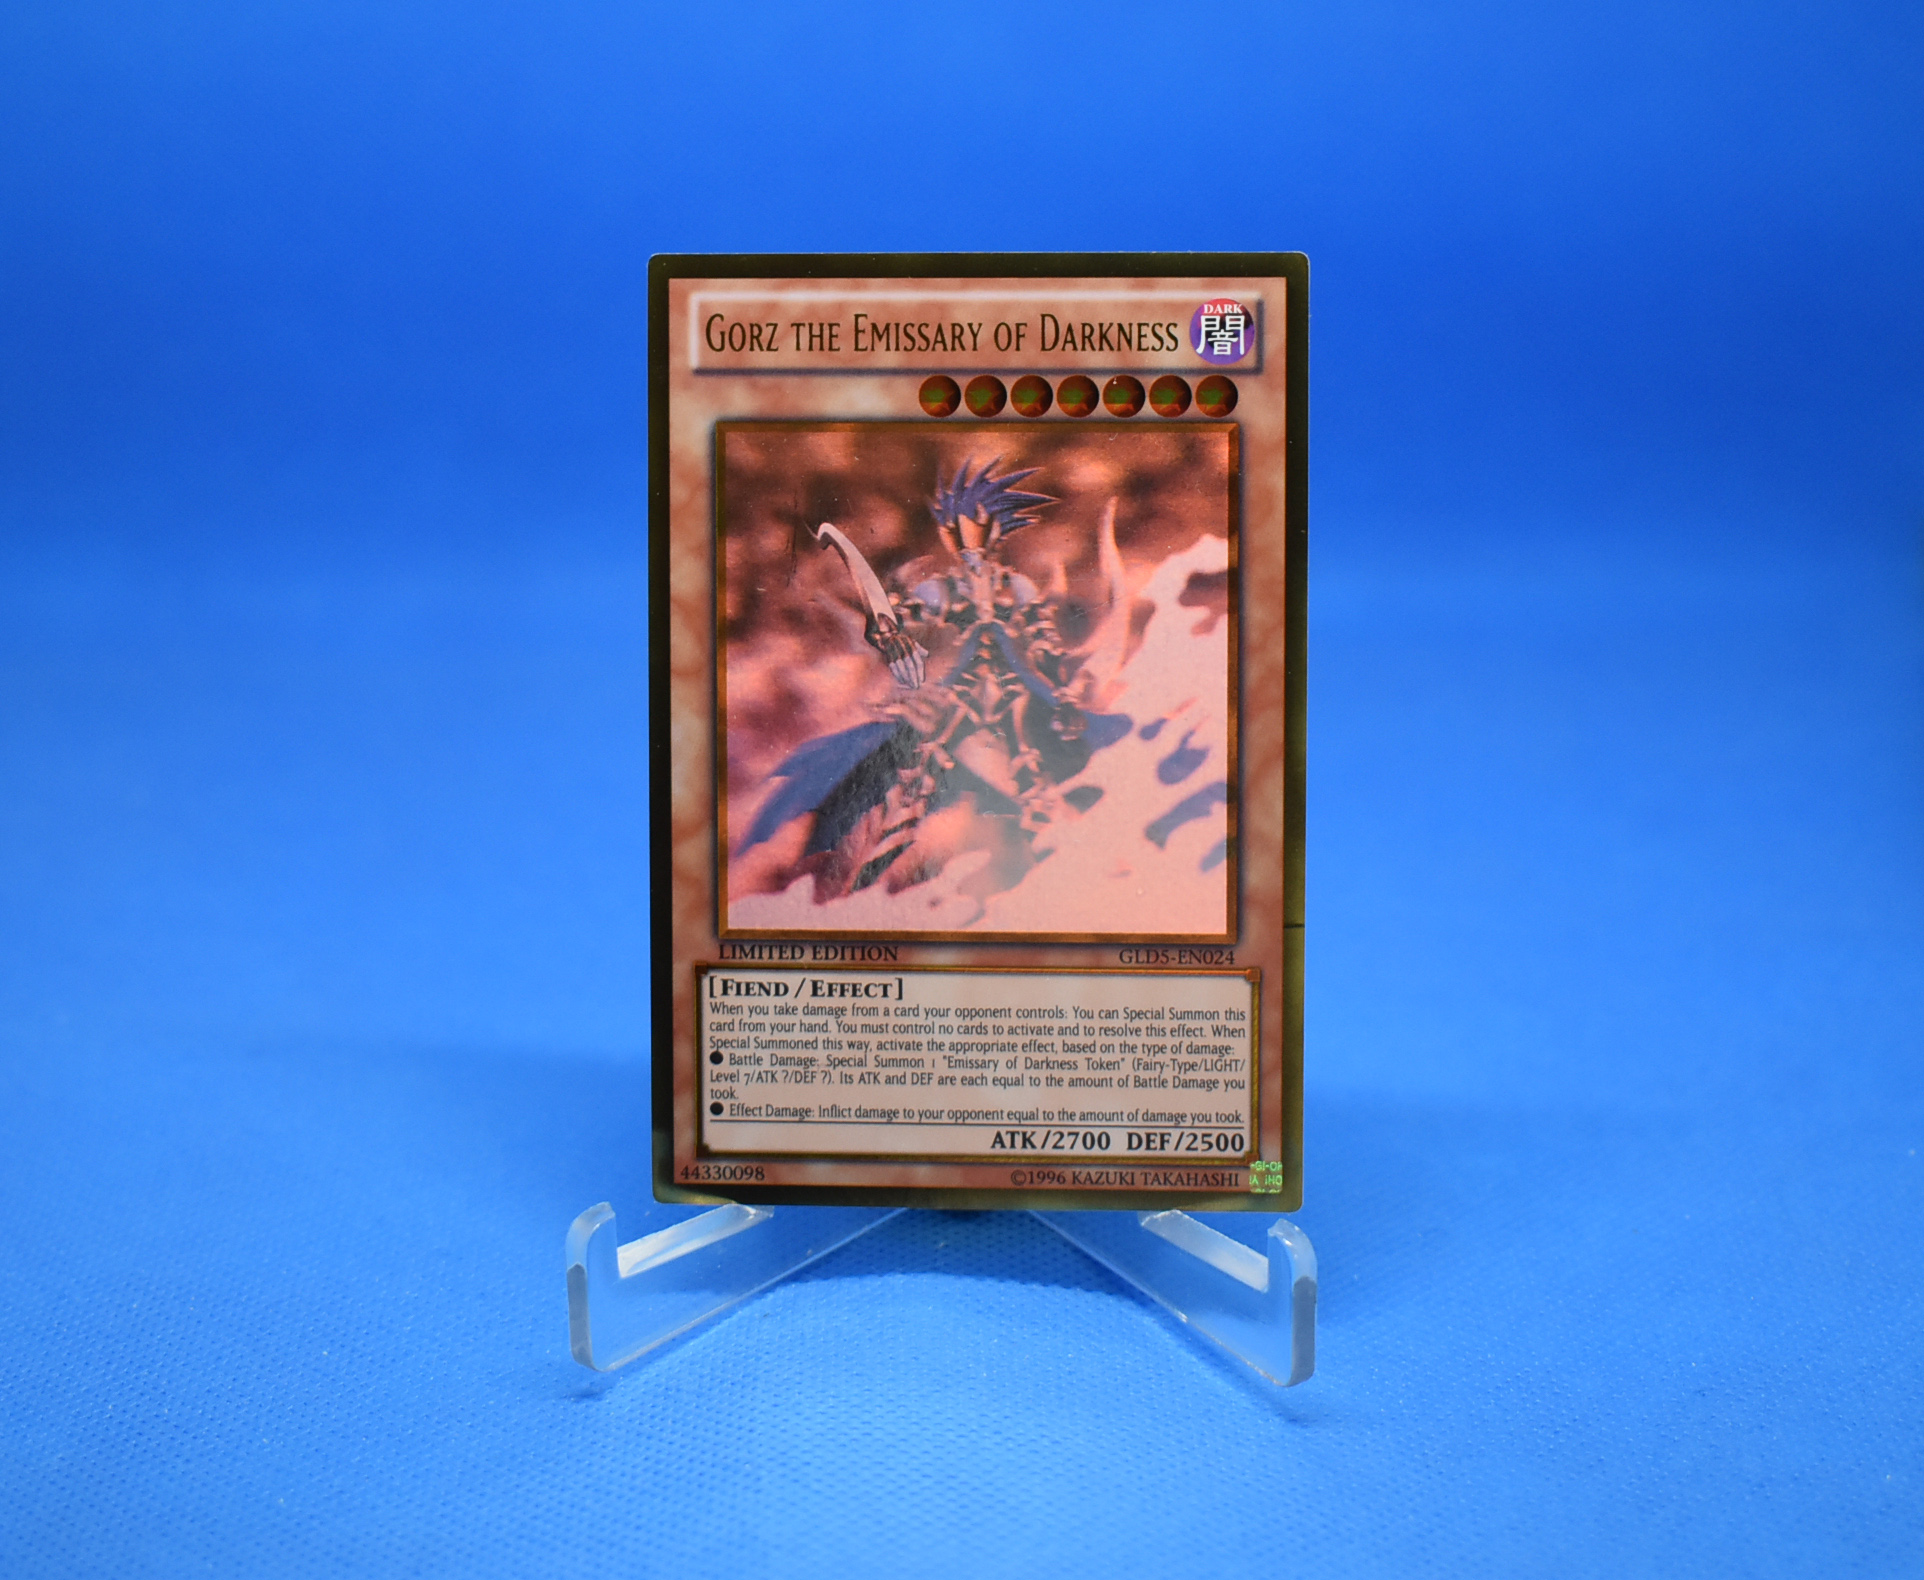 GORZ THE EMISSARY OF DARKNESS
DARK
闇
LIMITED EDITION
GLD5-EN024
[FIEND / EFFECT]
When you take damage from a card your opponent controls: You can Special Summon this
card from your hand. You must control no cards to activate and to resolve this effect. When
Special Summoned this way, activate the appropriate effect, based on the type of damage:
● Battle Damage: Special Summon 1 "Emissary of Darkness Token" (Fairy-Type/LIGHT/
Level 7/ATK ?/DEF ?). Its ATK and DEF are each equal to the amount of Battle Damage you
took.
● Effect Damage: Inflict damage to your opponent equal to the amount of damage you took.
ATK/2700 DEF/2500
44330098
©1996 KAZUKI TAKAHASHI